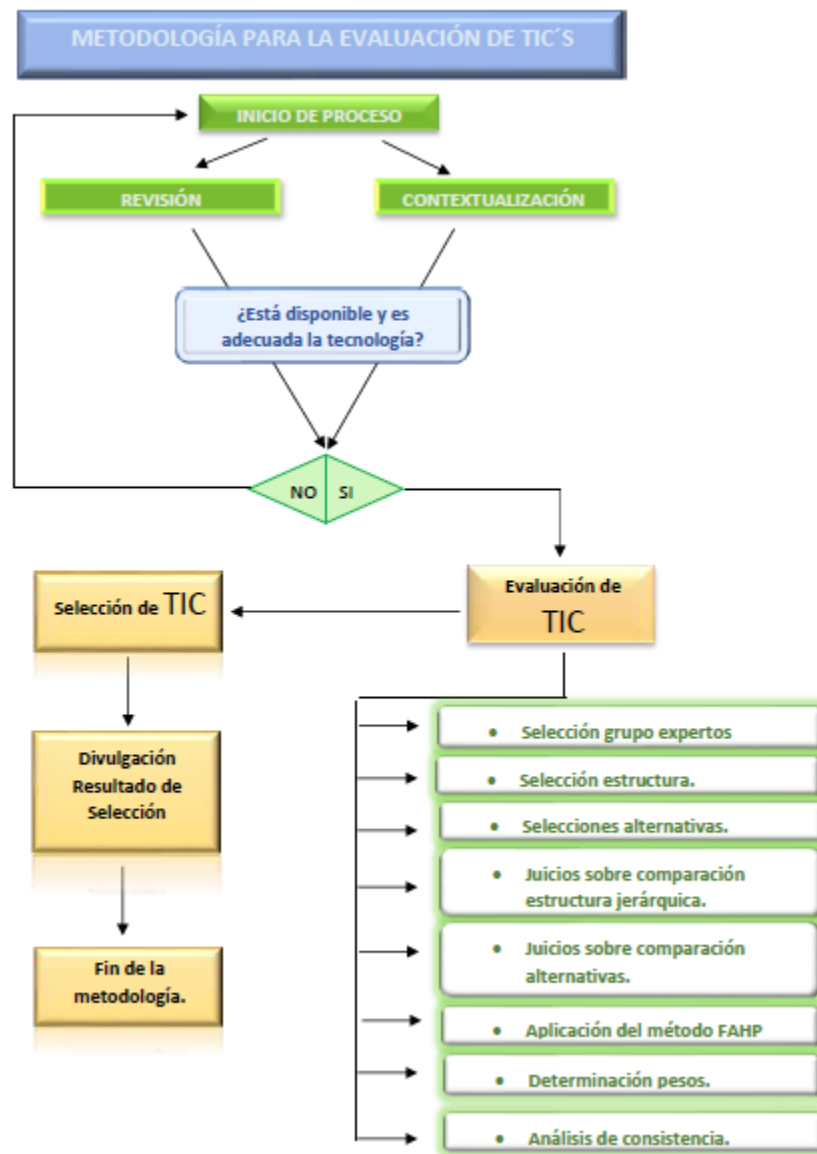 METODOLOGÍA PARA LA EVALUACIÓN DE TIC´S
INICIO DE PROCESO
REVISIÓN
CONTEXTUALIZACIÓN
¿Está disponible y es
adecuada la tecnología?
NO
SI
Selección de TIC
Evaluación de
TIC
Divulgación
Resultado de
Selección
Fin de la
metodología.
• Selección grupo expertos
• Selección estructura.
• Selecciones alternativas.
• Juicios sobre comparación
estructura jerárquica.
• Juicios sobre comparación
alternativas.
• Aplicación del método FAHP
• Determinación pesos.
• Análisis de consistencia.